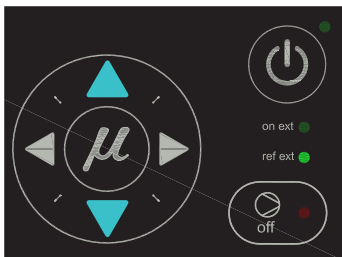 on ext
μ
ref ext
off